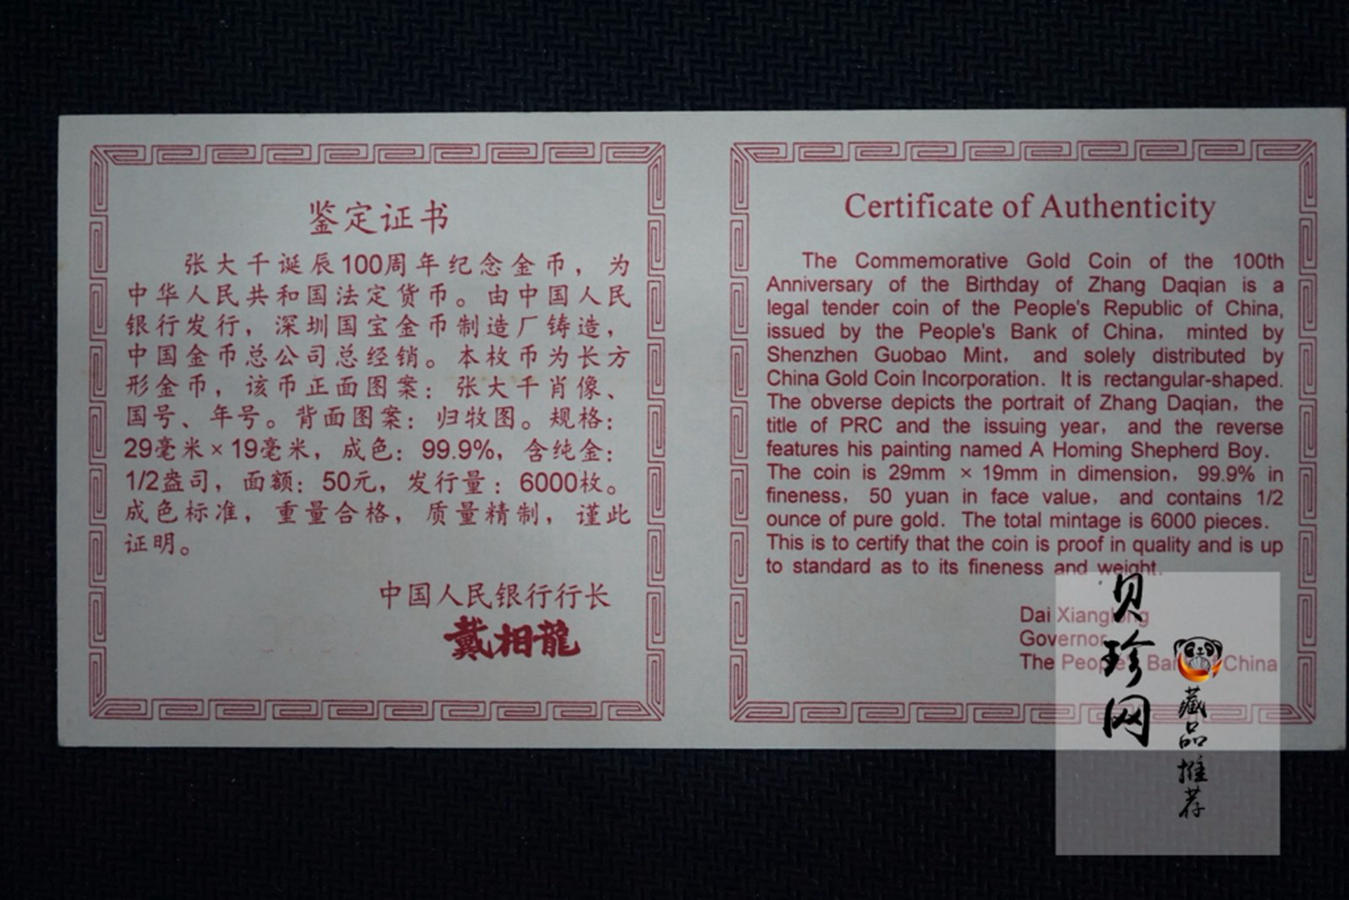 鉴定证书
张大千诞辰100周年纪念金币，为
中华人民共和国法定货币。由中国人民
银行发行，深圳国宝金币制造厂铸造，
中国金币总公司总经销。本枚币为长方
形金币，该币正面图案：张大千肖像、
国号、年号。背面图案：归牧图。规格：
29毫米×19毫米，成色：99.9%，含纯金：
1/2盎司，面额：50元，发行量：6000枚。
成色标准，重量合格，质量精制，谨此
证明。
中国人民银行行长
戴相龍
Certificate of Authenticity
The Commemorative Gold Coin of the 100th
Anniversary of the Birthday of Zhang Daqian is a
legal tender coin of the People's Republic of China,
issued by the People's Bank of China, minted by
Shenzhen Guobao Mint, and solely distributed by
China Gold Coin Incorporation. It is rectangular-shaped.
The obverse depicts the portrait of Zhang Daqian, the
title of PRC and the issuing year, and the reverse
features his painting named A Homing Shepherd Boy.
The coin is 29mm ×19mm in dimension, 99.9% in
fineness, 50 yuan in face value, and contains 1/2
ounce of pure gold. The total mintage is 6000 pieces.
This is to certify that the coin is proof in quality and is up
to standard as to its fineness and weight.
Dai Xianglong
Governor
The People's Bank of China
贝珍网
藏品推荐